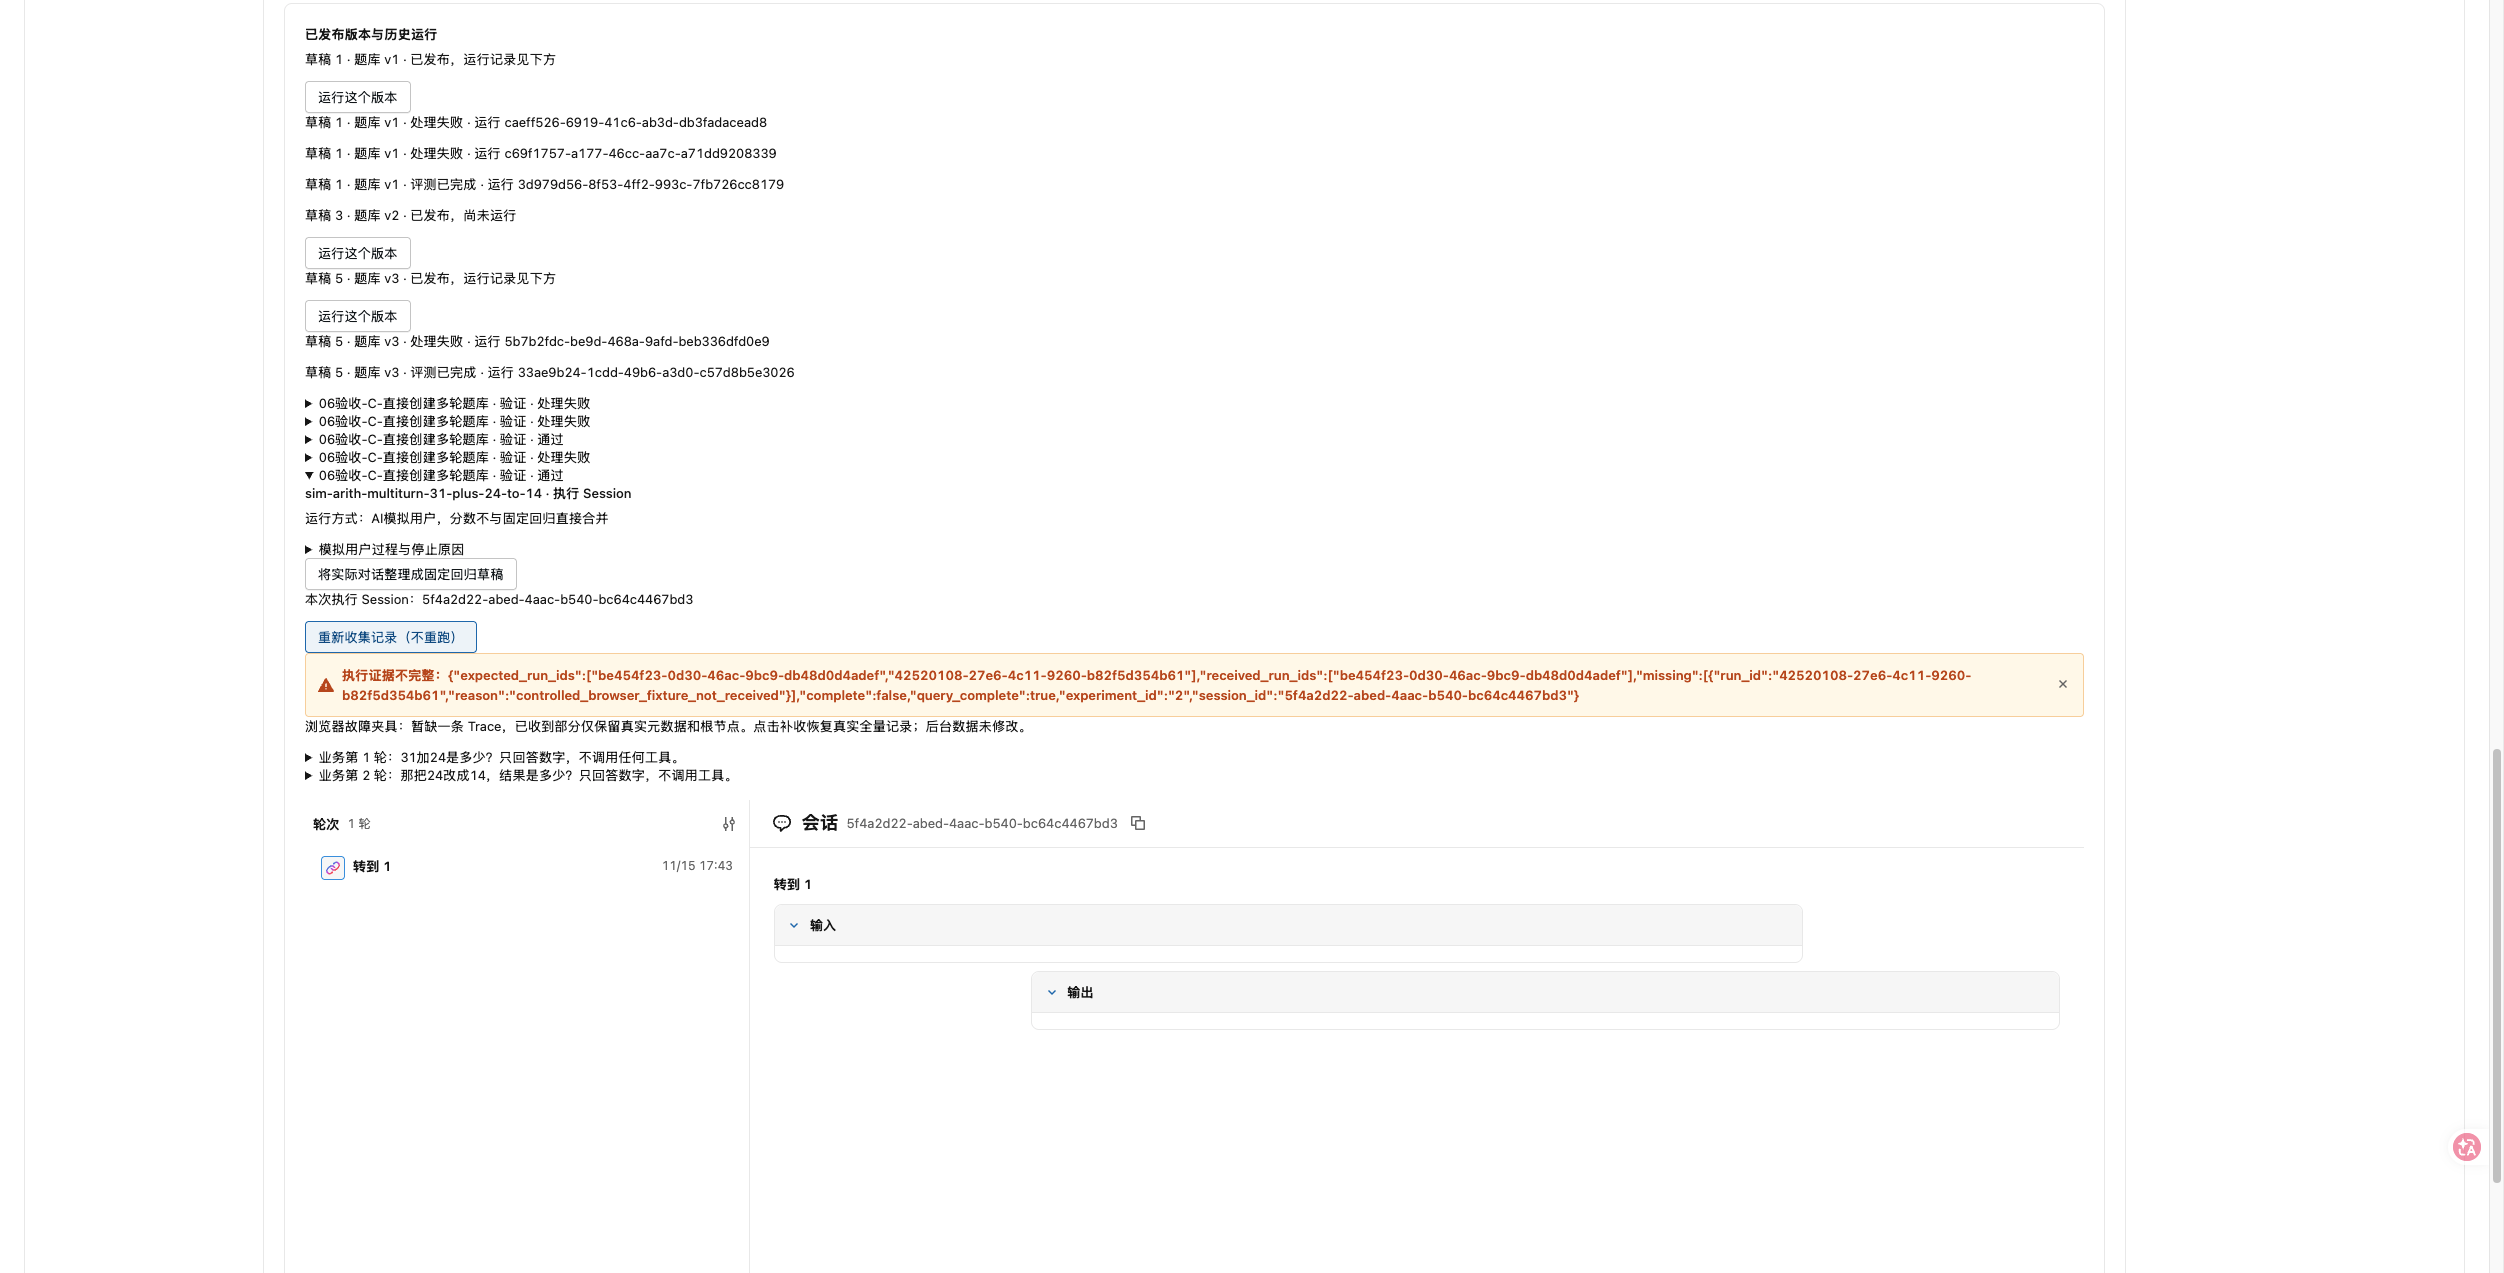 已发布版本与历史运行
草稿 1 · 题库 v1 · 已发布，运行记录见下方
运行这个版本
草稿 1 · 题库 v1 · 处理失败 · 运行 caeff526-6919-41c6-ab3d-db3fadacead8
草稿 1 · 题库 v1 · 处理失败 · 运行 c69f1757-a177-46cc-aa7c-a71dd9208339
草稿 1 · 题库 v1 · 评测已完成 · 运行 3d979d56-8f53-4ff2-993c-7fb726cc8179
草稿 3 · 题库 v2 · 已发布，尚未运行
运行这个版本
草稿 5 · 题库 v3 · 已发布，运行记录见下方
运行这个版本
草稿 5 · 题库 v3 · 处理失败 · 运行 5b7b2fdc-be9d-468a-9afd-beb336dfd0e9
草稿 5 · 题库 v3 · 评测已完成 · 运行 33ae9b24-1cdd-49b6-a3d0-c57d8b5e3026
06验收-C-直接创建多轮题库 · 验证 · 处理失败
06验收-C-直接创建多轮题库 · 验证 · 处理失败
06验收-C-直接创建多轮题库 · 验证 · 通过
06验收-C-直接创建多轮题库 · 验证 · 处理失败
06验收-C-直接创建多轮题库 · 验证 · 通过
sim-arith-multiturn-31-plus-24-to-14 · 执行 Session
运行方式：AI模拟用户，分数不与固定回归直接合并
模拟用户过程与停止原因
将实际对话整理成固定回归草稿
本次执行 Session：5f4a2d22-abed-4aac-b540-bc64c4467bd3
重新收集记录（不重跑）
执行证据不完整：{"expected_run_ids":["be454f23-0d30-46ac-9bc9-db48d0d4adef","42520108-27e6-4c11-9260-b82f5d354b61"],"received_run_ids":["be454f23-0d30-46ac-9bc9-db48d0d4adef"],"missing":[{"run_id":"42520108-27e6-4c11-9260-
b82f5d354b61","reason":"controlled_browser_fixture_not_received"}],"complete":false,"query_complete":true,"experiment_id":"2","session_id":"5f4a2d22-abed-4aac-b540-bc64c4467bd3"}
浏览器故障夹具：暂缺一条 Trace，已收到部分仅保留真实元数据和根节点。点击补收恢复真实全量记录；后台数据未修改。
业务第 1 轮：31加24是多少？只回答数字，不调用任何工具。
业务第 2 轮：那把24改成14，结果是多少？只回答数字，不调用工具。
轮次 1 轮
转到 1 11/15 17:43
会话 5f4a2d22-abed-4aac-b540-bc64c4467bd3
转到 1
输入
输出